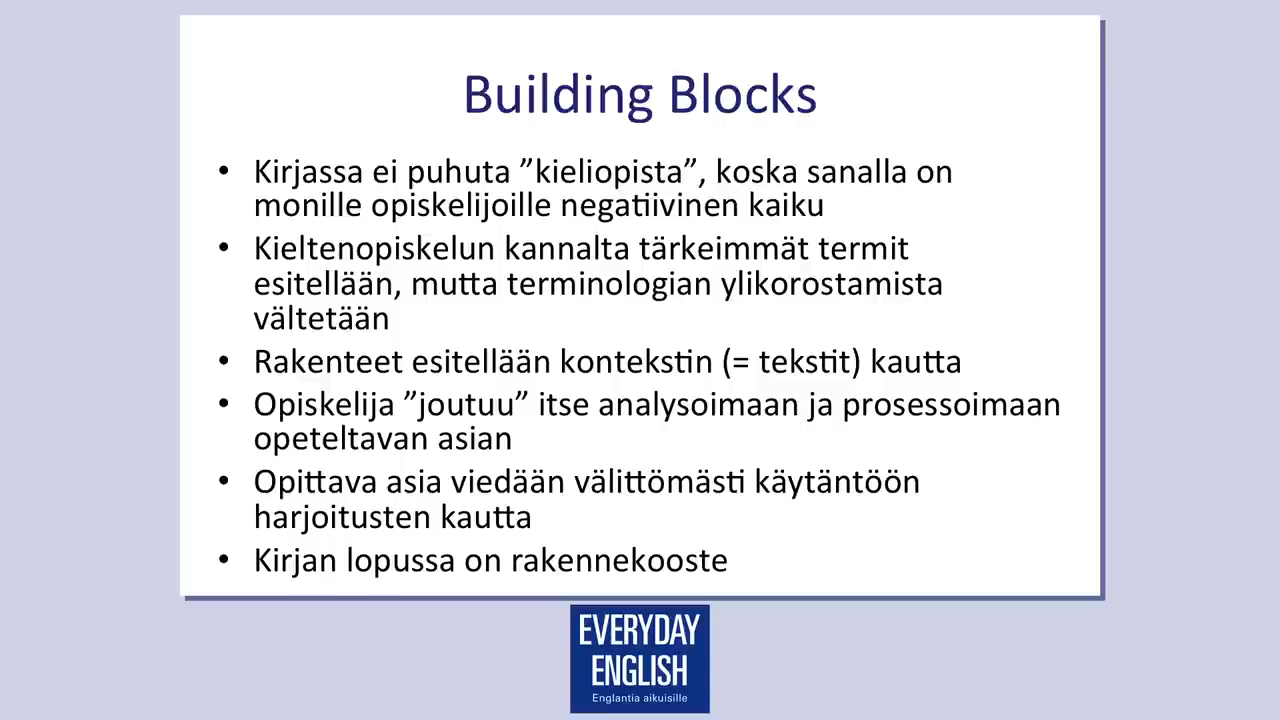 Building Blocks
• Kirjassa ei puhuta ”kieliopista”, koska sanalla on
monille opiskelijoille negatiivinen kaiku
• Kieltenopiskelun kannalta tärkeimmät termit
esitellään, mutta terminologian ylikorostamista
vältetään
• Rakenteet esitellään kontekstin (= tekstit) kautta
• Opiskelija ”joutuu” itse analysoimaan ja prosessoimaan
opeteltavan asian
• Opittava asia viedään välittömästi käytäntöön
harjoitusten kautta
• Kirjan lopussa on rakennekooste
EVERYDAY
ENGLISH
Englantia aikuisille